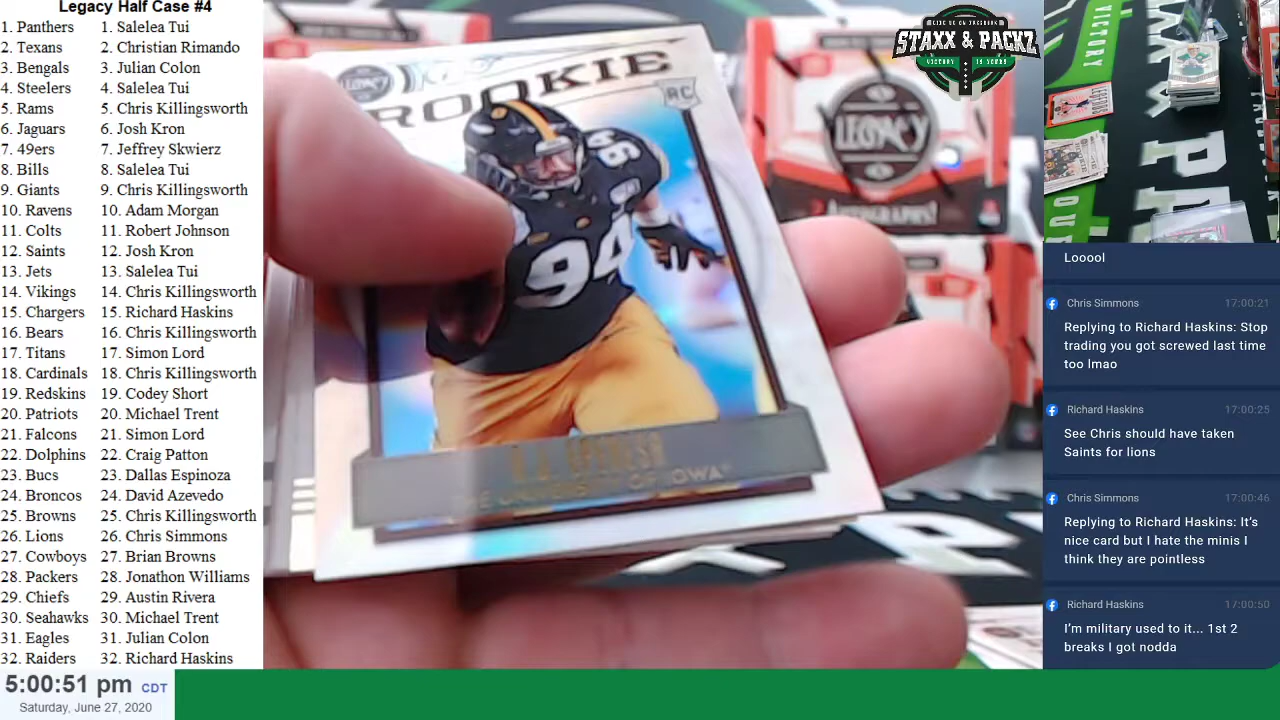 Legacy Half Case #4
1. Panthers 1. Salelea Tui
2. Texans 2. Christian Rimando
3. Bengals 3. Julian Colon
4. Steelers 4. Salelea Tui
5. Rams 5. Chris Killingsworth
6. Jaguars 6. Josh Kron
7. 49ers 7. Jeffrey Skwierz
8. Bills 8. Salelea Tui
9. Giants 9. Chris Killingsworth
10. Ravens 10. Adam Morgan
11. Colts 11. Robert Johnson
12. Saints 12. Josh Kron
13. Jets 13. Salelea Tui
14. Vikings 14. Chris Killingsworth
15. Chargers 15. Richard Haskins
16. Bears 16. Chris Killingsworth
17. Titans 17. Simon Lord
18. Cardinals 18. Chris Killingsworth
19. Redskins 19. Codey Short
20. Patriots 20. Michael Trent
21. Falcons 21. Simon Lord
22. Dolphins 22. Craig Patton
23. Bucs 23. Dallas Espinoza
24. Broncos 24. David Azevedo
25. Browns 25. Chris Killingsworth
26. Lions 26. Chris Simmons
27. Cowboys 27. Brian Browns
28. Packers 28. Jonathon Williams
29. Chiefs 29. Austin Rivera
30. Seahawks 30. Michael Trent
31. Eagles 31. Julian Colon
32. Raiders 32. Richard Haskins
5:00:51 pm CDT
Saturday, June 27, 2020
ROOKIE
RC
94
94
UNIVERSITY OF IOWA
LEGACY
AUTOGRAPHS!
STAXX & PACKZ
VICTORY
VICTORY
Looool
Chris Simmons 17:00:21
Replying to Richard Haskins: Stop
trading you got screwed last time
too lmao
Richard Haskins 17:00:25
See Chris should have taken
Saints for lions
Chris Simmons 17:00:46
Replying to Richard Haskins: It's
nice card but I hate the minis I
think they are pointless
Richard Haskins 17:00:50
I'm military used to it... 1st 2
breaks I got nodda